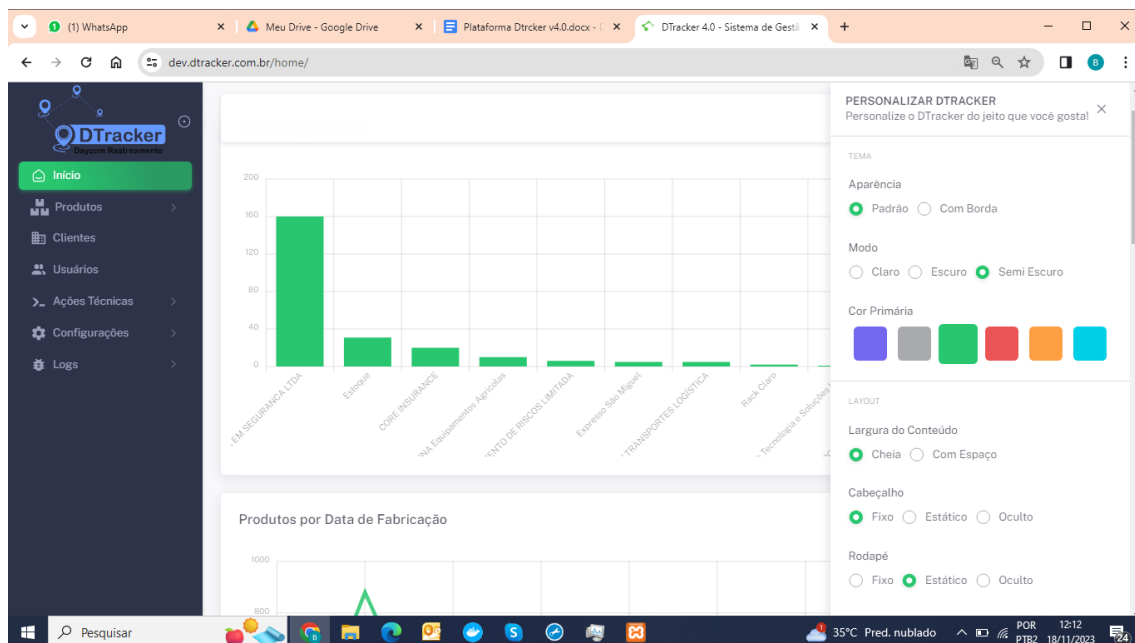 (1) WhatsApp
Meu Drive - Google Drive
Plataforma Dtrcker v4.0.docx -
DTracker 4.0 - Sistema de Gestã
dev.dtracker.com.br/home/
B
DTracker
Daycom Rastreamento
Início
Produtos
Clientes
Usuários
Ações Técnicas
Configurações
Logs
200
160
120
80
40
0
EM SEGURANCA LTDA
Estoque
CORE INSURANCE
NA Equipamentos Agrícolas
ENTO DE RISCOS LIMITADA
Expresso São Miguel
TRANSPORTES LOGÍSTICA
Rack Claro
Tecnologia e Soluções
Produtos por Data de Fabricação
1000
800
PERSONALIZAR DTRACKER
Personalize o DTracker do jeito que você gosta!
TEMA
Aparência
Padrão Com Borda
Modo
Claro Escuro Semi Escuro
Cor Primária
LAYOUT
Largura do Conteúdo
Cheia Com Espaço
Cabeçalho
Fixo Estático Oculto
Rodapé
Fixo Estático Oculto
Pesquisar
35°C Pred. nublado
POR
PTB2
12:12
18/11/2023